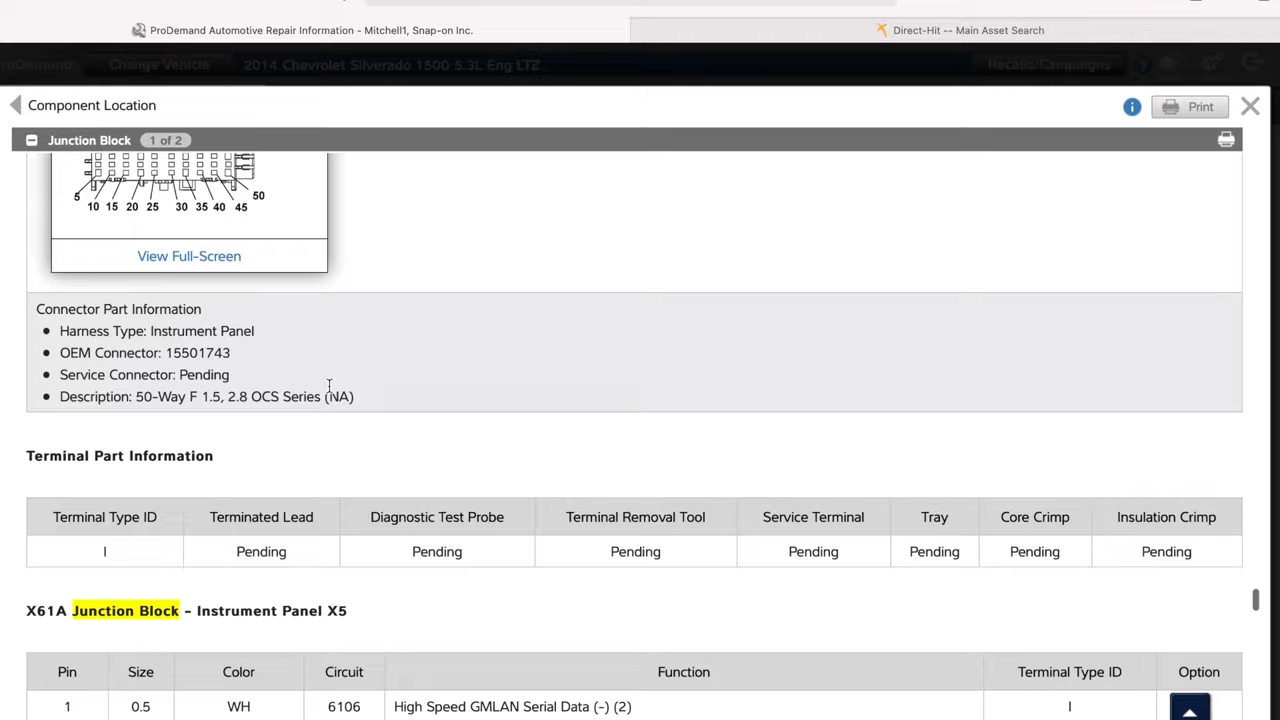 ProDemand Automotive Repair Information - Mitchell1, Snap-on Inc.
Direct-Hit -- Main Asset Search
Change Vehicle
2014 Chevrolet Silverado 1500 5.3L Eng LTZ
Recalls/Campaigns
Component Location
Print
Junction Block 1 of 2
5 10 15 20 25 30 35 40 45 50
View Full-Screen
Connector Part Information
● Harness Type: Instrument Panel
● OEM Connector: 15501743
● Service Connector: Pending
● Description: 50-Way F 1.5, 2.8 OCS Series (NA)
Terminal Part Information
Terminal Type ID Terminated Lead Diagnostic Test Probe Terminal Removal Tool Service Terminal Tray Core Crimp Insulation Crimp
I Pending Pending Pending Pending Pending Pending Pending
X61A Junction Block - Instrument Panel X5
Pin Size Color Circuit Function Terminal Type ID Option
1 0.5 WH 6106 High Speed GMLAN Serial Data (-) (2) I